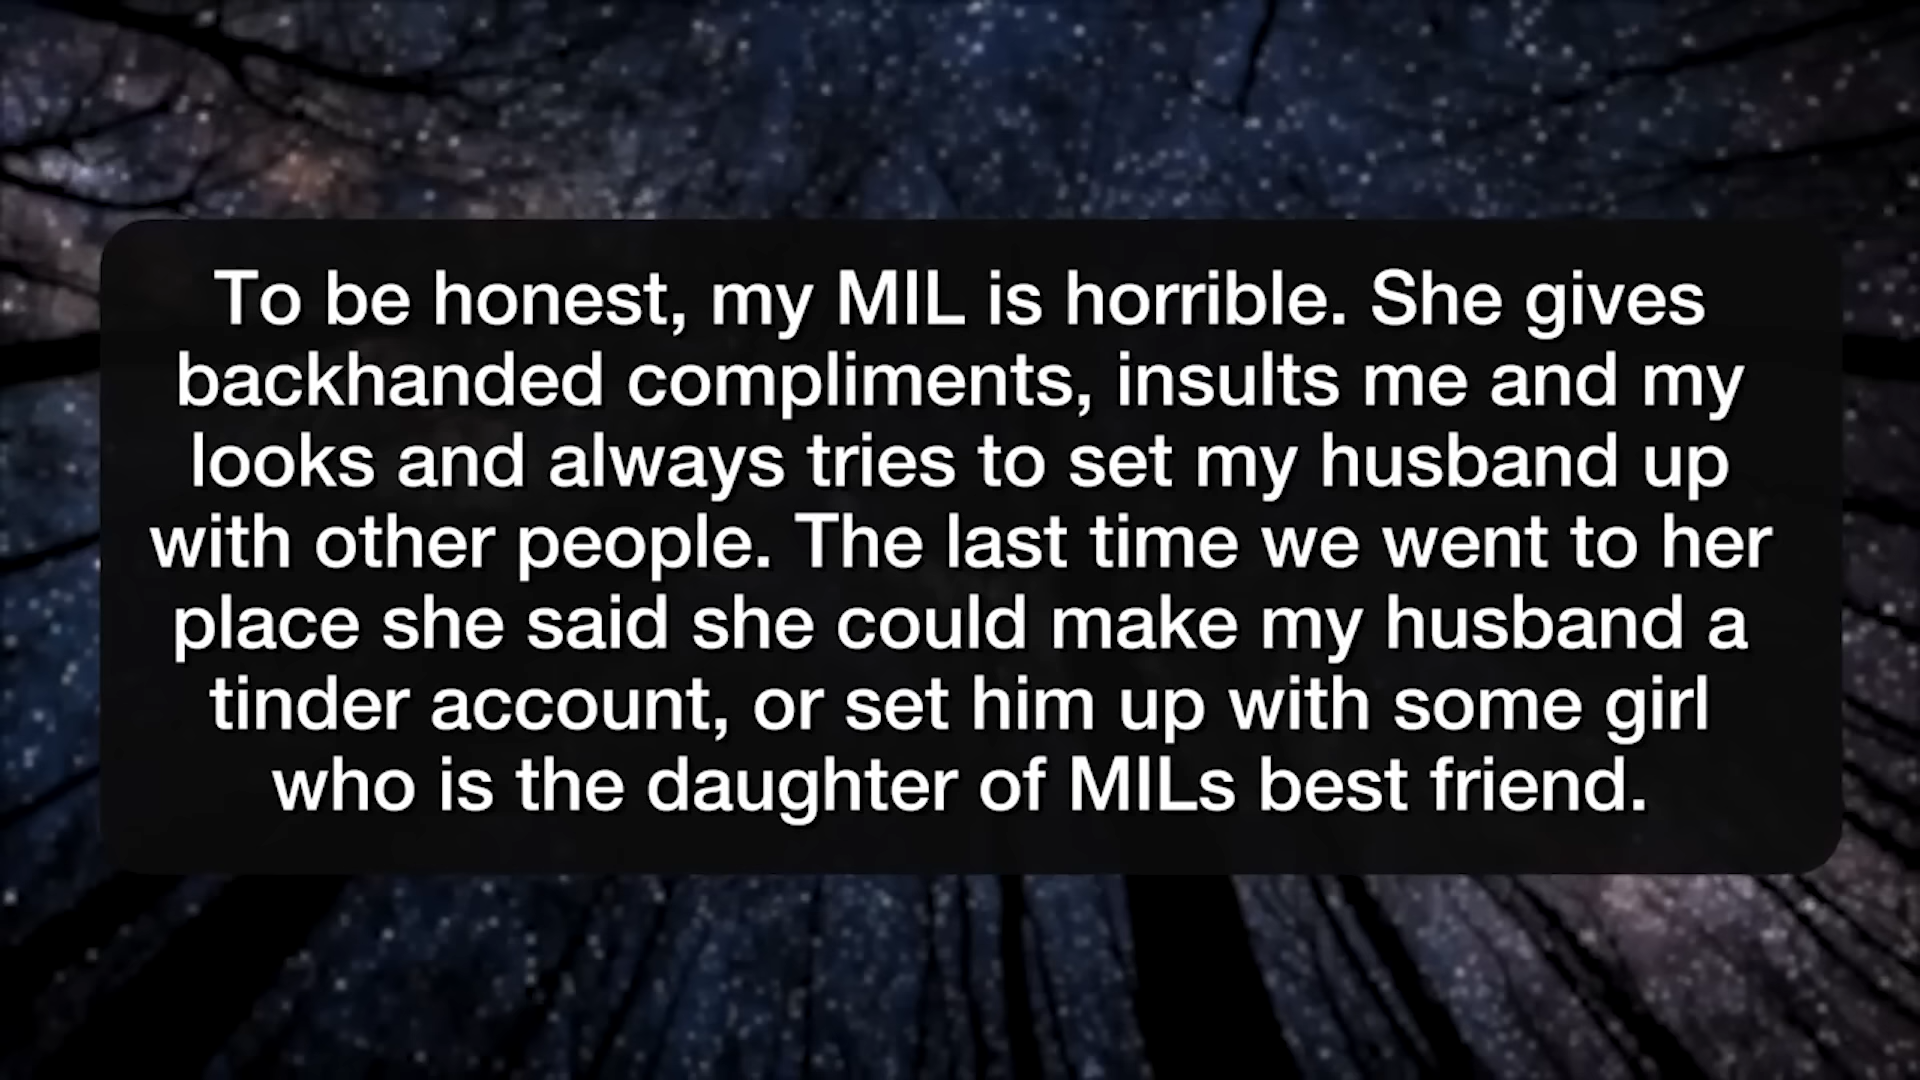 To be honest, my MIL is horrible. She gives
backhanded compliments, insults me and my
looks and always tries to set my husband up
with other people. The last time we went to her
place she said she could make my husband a
tinder account, or set him up with some girl
who is the daughter of MILs best friend.